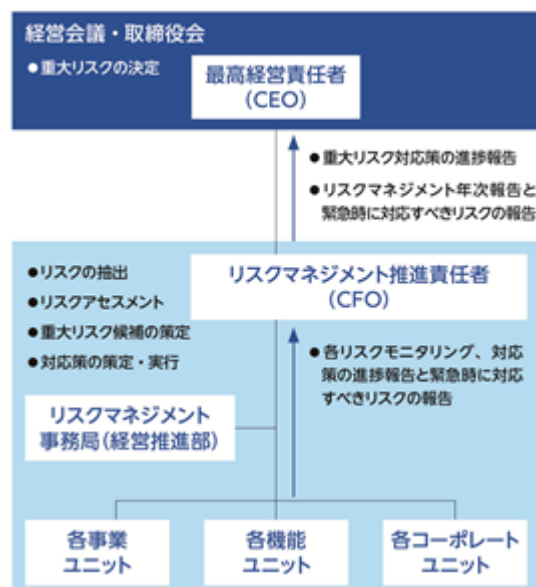 経営会議・取締役会
●重大リスクの決定
最高経営責任者
(CEO)
●重大リスク対応策の進捗報告
●リスクマネジメント年次報告と
緊急時に対応すべきリスクの報告
●リスクの抽出
●リスクアセスメント
●重大リスク候補の策定
●対応策の策定・実行
リスクマネジメント推進責任者
(CFO)
●各リスクモニタリング、対応
策の進捗報告と緊急時に対応
すべきリスクの報告
リスクマネジメント
事務局(経営推進部)
各事業
ユニット
各機能
ユニット
各コーポレート
ユニット